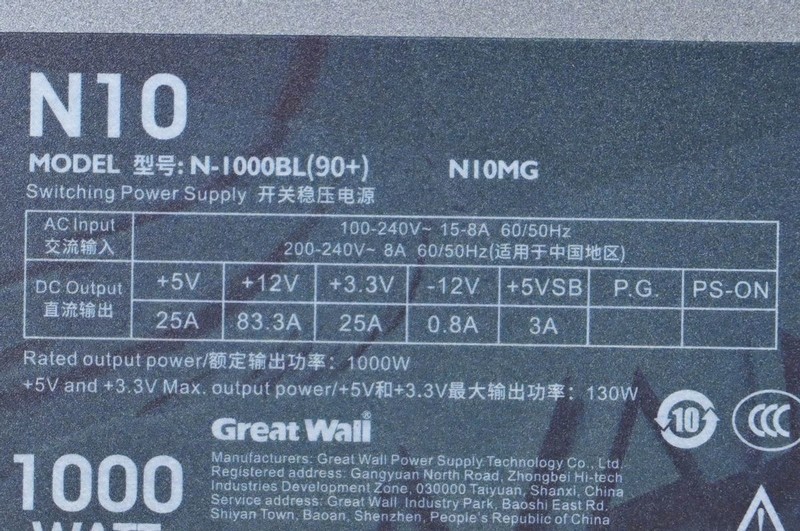 N10
MODEL 型号: N-1000BL(90+) N10MG
Switching Power Supply 开关稳压电源
AC Input 100-240V~ 15-8A 60/50Hz
交流输入 200-240V~ 8A 60/50Hz(适用于中国地区)
DC Output +5V +12V +3.3V -12V +5VSB P.G. PS-ON
直流输出 25A 83.3A 25A 0.8A 3A
Rated output power/额定输出功率: 1000W
+5V and +3.3V Max. output power/+5V和+3.3V最大输出功率: 130W
10 CCC
Great Wall®
Manufacturers: Great Wall Power Supply Technology Co., Ltd.
Registered address: Gangyuan North Road, Zhongbei Hi-tech
Industries Development Zone, 030000 Taiyuan, Shanxi, China
Service address: Great Wall Industry Park, Baoshi East Rd.
Shiyan Town, Baoan, Shenzhen, People's Republic of China
1000
WATT